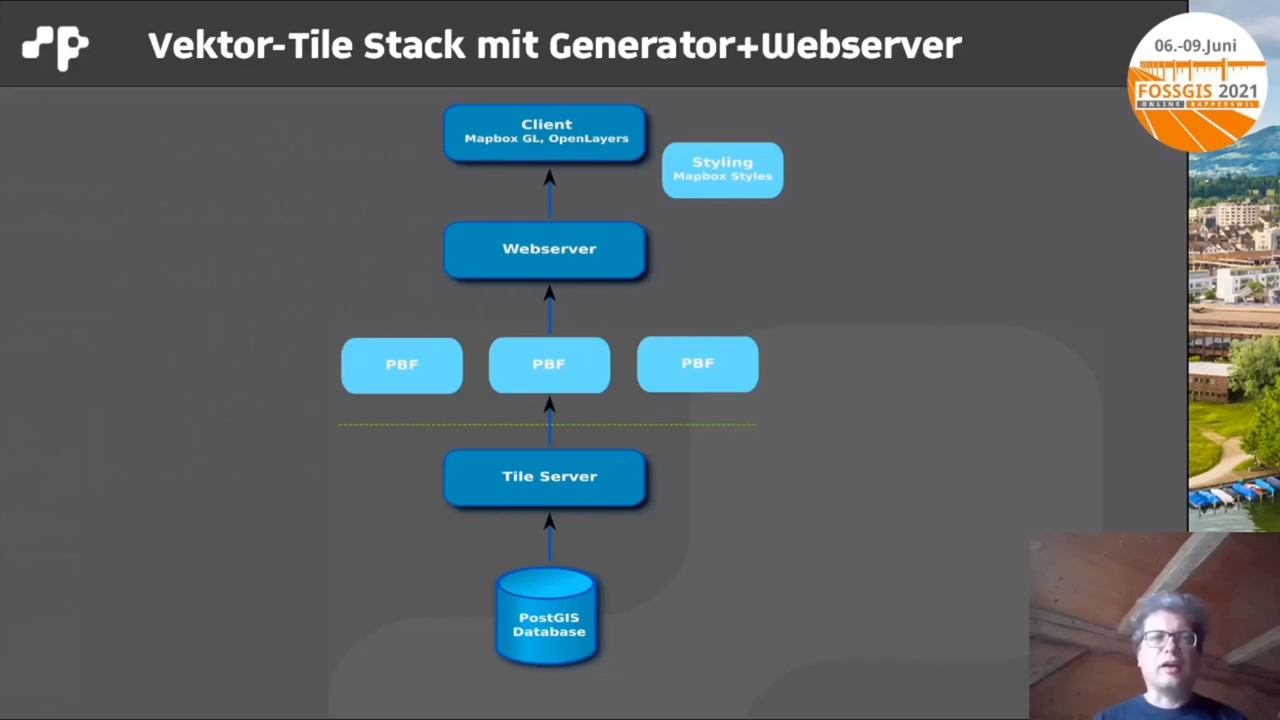 Vektor-Tile Stack mit Generator+Webserver
06.-09.Juni
FOSSGIS 2021
ONLINE RAPPERSWIL
Client
Mapbox GL, OpenLayers
Styling
Mapbox Styles
Webserver
PBF
PBF
PBF
Tile Server
PostGIS
Database